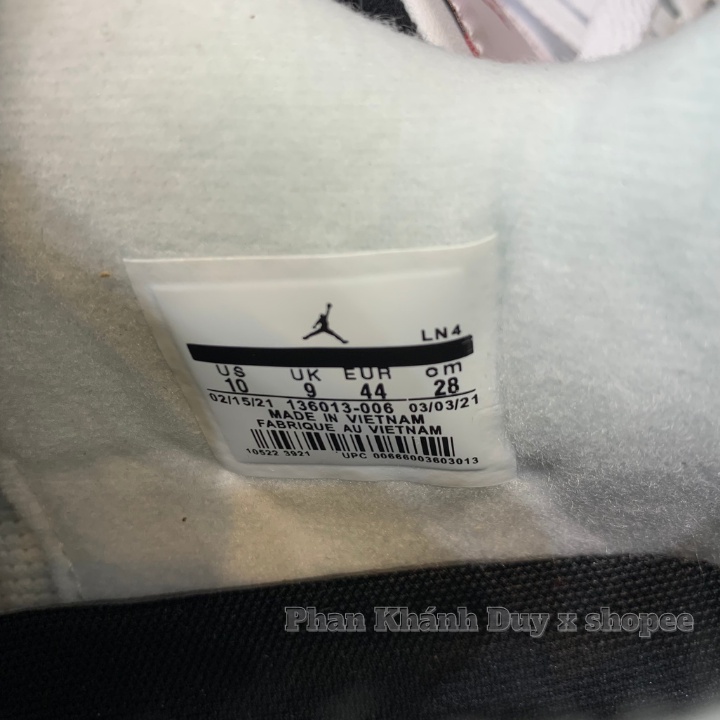 LN4
US UK EUR cm
10 9 44 28
02/15/21 136013-006 03/03/21
MADE IN VIETNAM
FABRIQUE AU VIETNAM
10522 3921 UPC 00686003603013
Phan Khánh Duy x shopee